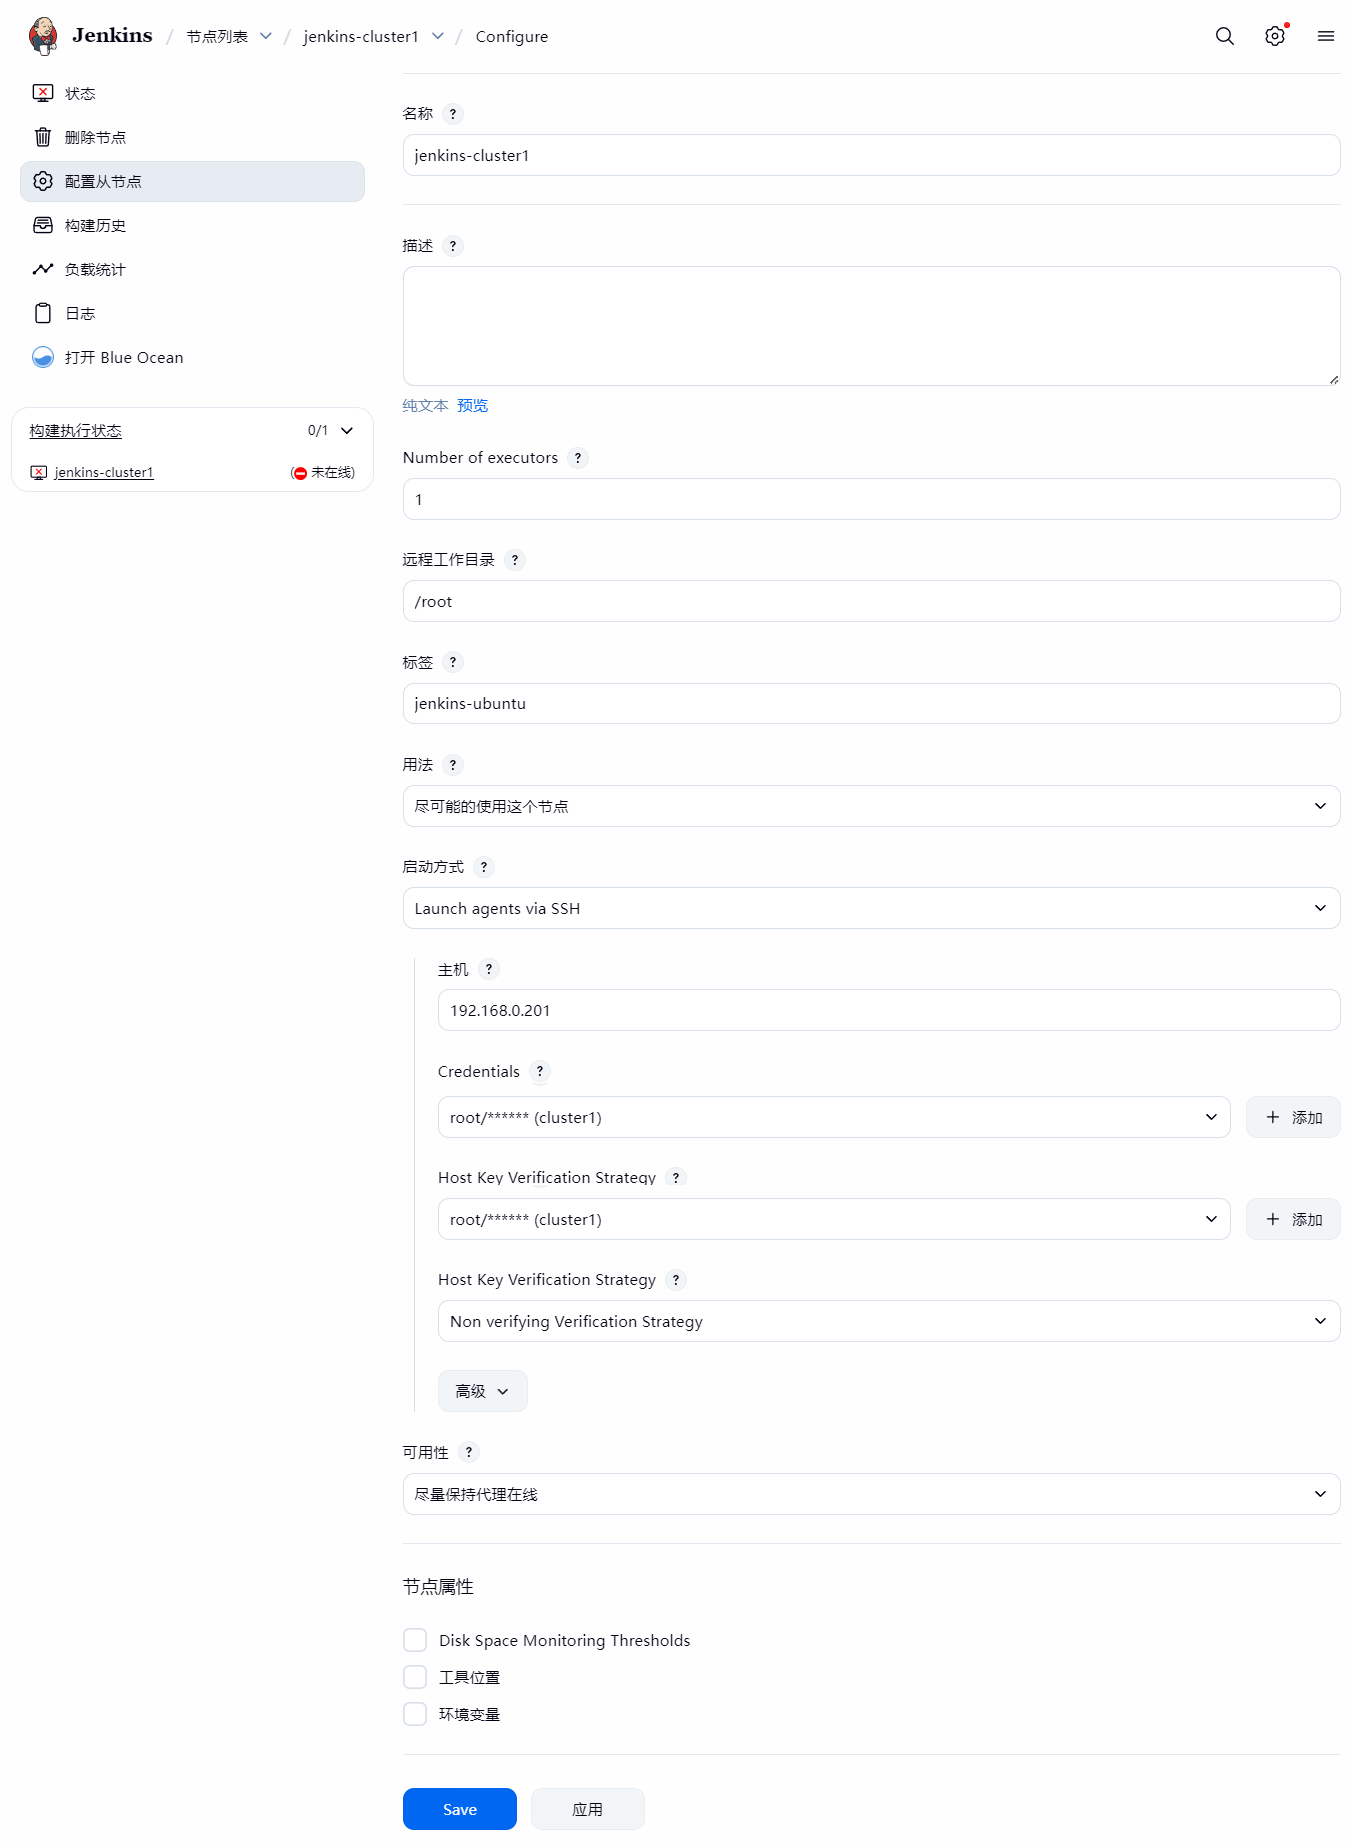 Jenkins / 节点列表 / jenkins-cluster1 / Configure
状态
删除节点
配置从节点
构建历史
负载统计
日志
打开 Blue Ocean
构建执行状态 0/1
jenkins-cluster1 (未在线)
名称 ?
jenkins-cluster1
描述 ?
纯文本 预览
Number of executors ?
1
远程工作目录 ?
/root
标签 ?
jenkins-ubuntu
用法 ?
尽可能的使用这个节点
启动方式 ?
Launch agents via SSH
主机 ?
192.168.0.201
Credentials ?
root/****** (cluster1) + 添加
Host Key Verification Strategy ?
root/****** (cluster1) + 添加
Host Key Verification Strategy ?
Non verifying Verification Strategy
高级
可用性 ?
尽量保持代理在线
节点属性
Disk Space Monitoring Thresholds
工具位置
环境变量
Save 应用